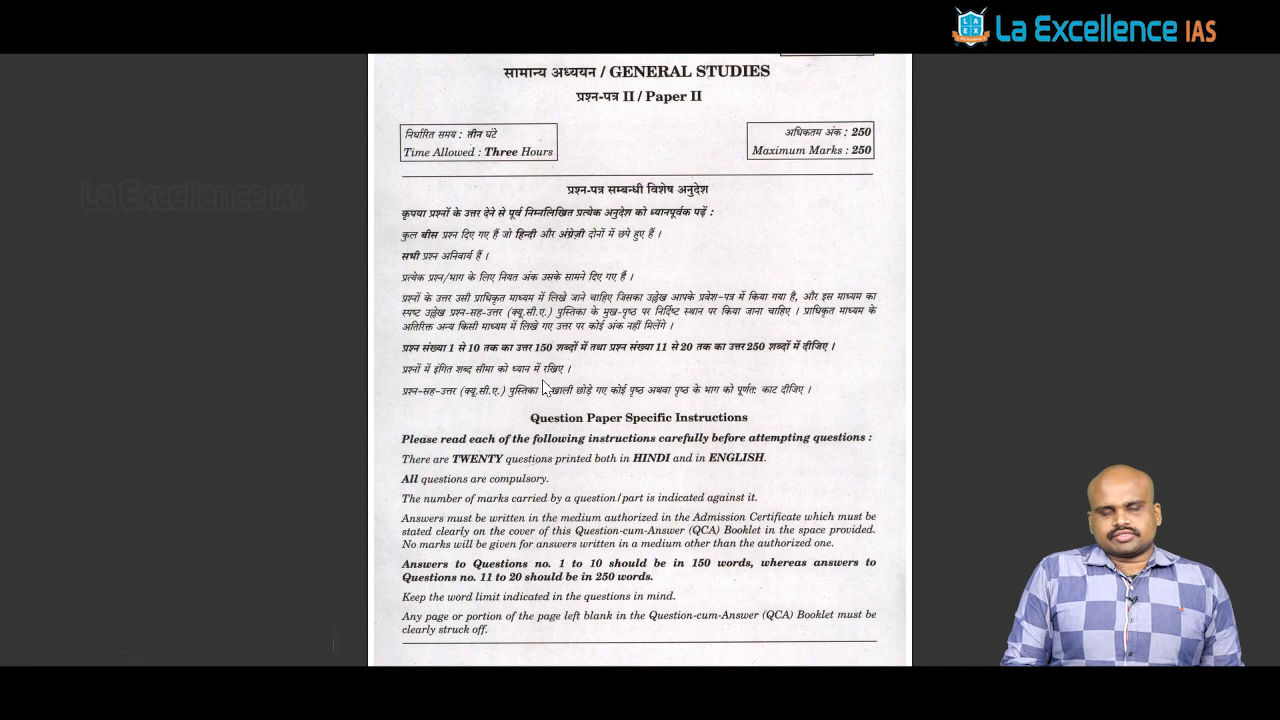 La Excellence IAS
सामान्य अध्ययन / GENERAL STUDIES
प्रश्न-पत्र II / Paper II
निर्धारित समय : तीन घंटे
Time Allowed : Three Hours
अधिकतम अंक : 250
Maximum Marks : 250
La Excellence IAS
प्रश्न-पत्र सम्बन्धी विशेष अनुदेश
कृपया प्रश्नों के उत्तर देने से पूर्व निम्नलिखित प्रत्येक अनुदेश को ध्यानपूर्वक पढ़ें :
कुल बीस प्रश्न दिए गए हैं जो हिन्दी और अंग्रेज़ी दोनों में छपे हुए हैं ।
सभी प्रश्न अनिवार्य हैं ।
प्रत्येक प्रश्न/भाग के लिए नियत अंक उसके सामने दिए गए हैं ।
प्रश्नों के उत्तर उसी प्राधिकृत माध्यम में लिखे जाने चाहिए जिसका उल्लेख आपके प्रवेश-पत्र में किया गया है, और इस माध्यम का
स्पष्ट उल्लेख प्रश्न-सह-उत्तर (क्यू.सी.ए.) पुस्तिका के मुख-पृष्ठ पर निर्दिष्ट स्थान पर किया जाना चाहिए । प्राधिकृत माध्यम के
अतिरिक्त अन्य किसी माध्यम में लिखे गए उत्तर पर कोई अंक नहीं मिलेंगे ।
प्रश्न संख्या 1 से 10 तक का उत्तर 150 शब्दों में तथा प्रश्न संख्या 11 से 20 तक का उत्तर 250 शब्दों में दीजिए ।
प्रश्नों में इंगित शब्द सीमा को ध्यान में रखिए ।
प्रश्न-सह-उत्तर (क्यू.सी.ए.) पुस्तिका खाली छोड़े गए कोई पृष्ठ अथवा पृष्ठ के भाग को पूर्णतः काट दीजिए ।
Question Paper Specific Instructions
Please read each of the following instructions carefully before attempting questions :
There are TWENTY questions printed both in HINDI and in ENGLISH.
All questions are compulsory.
The number of marks carried by a question/part is indicated against it.
Answers must be written in the medium authorized in the Admission Certificate which must be
stated clearly on the cover of this Question-cum-Answer (QCA) Booklet in the space provided.
No marks will be given for answers written in a medium other than the authorized one.
Answers to Questions no. 1 to 10 should be in 150 words, whereas answers to
Questions no. 11 to 20 should be in 250 words.
Keep the word limit indicated in the questions in mind.
Any page or portion of the page left blank in the Question-cum-Answer (QCA) Booklet must be
clearly struck off.